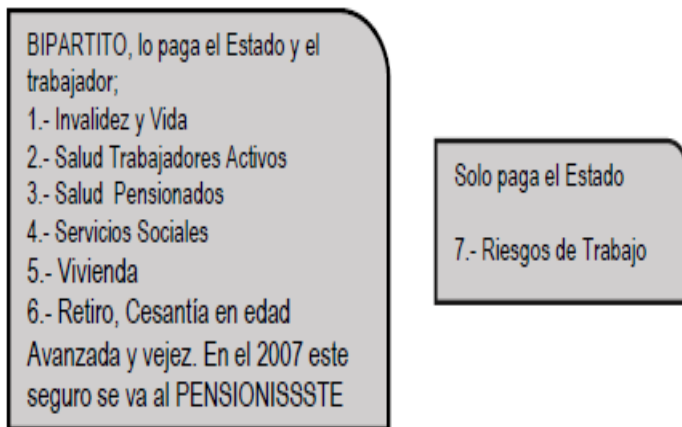 BIPARTITO, lo paga el Estado y el
trabajador;
1.- Invalidez y Vida
2.- Salud Trabajadores Activos
3.- Salud Pensionados
4.- Servicios Sociales
5.- Vivienda
6.- Retiro, Cesantía en edad
Avanzada y vejez. En el 2007 este
seguro se va al PENSIONISSSTE
Solo paga el Estado
7.- Riesgos de Trabajo